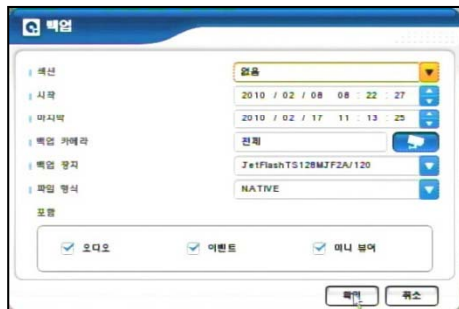 백업
섹션 없음
시작 2010 / 02 / 08 08 : 22 : 27
마지막 2010 / 02 / 17 11 : 13 : 25
백업 카메라 전체
백업 장치 JetFlashTS128MJF2A/120
파일 형식 NATIVE
포함
오디오 이벤트 미니 뷰어
확인 취소